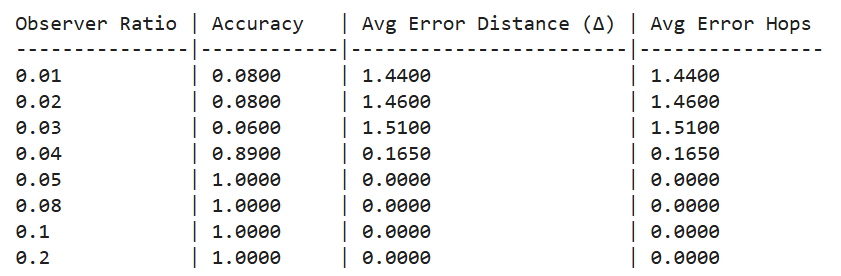 Observer Ratio | Accuracy   | Avg Error Distance (Δ) | Avg Error Hops
---------------|------------|------------------------|----------------
0.01           | 0.0800     | 1.4400                 | 1.4400
0.02           | 0.0800     | 1.4600                 | 1.4600
0.03           | 0.0600     | 1.5100                 | 1.5100
0.04           | 0.8900     | 0.1650                 | 0.1650
0.05           | 1.0000     | 0.0000                 | 0.0000
0.08           | 1.0000     | 0.0000                 | 0.0000
0.1            | 1.0000     | 0.0000                 | 0.0000
0.2            | 1.0000     | 0.0000                 | 0.0000